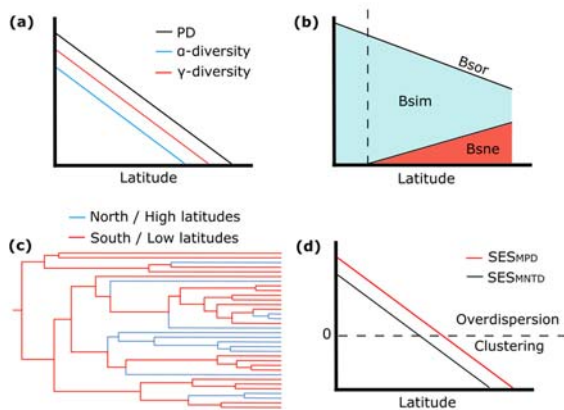 (a)
PD
α-diversity
γ-diversity
Latitude
(b)
Bsor
Bsim
Bsne
Latitude
(c)
North / High latitudes
South / Low latitudes
(d)
SESMPD
SESMNTD
0
Overdispersion
Clustering
Latitude